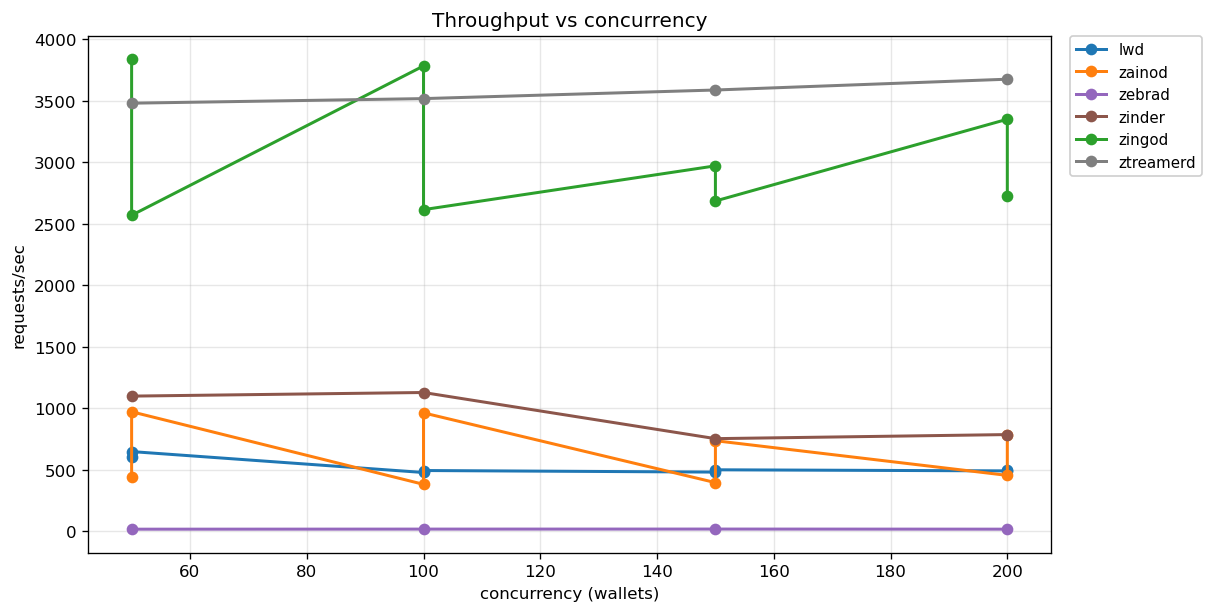 Throughput vs concurrency
4000
3500
3000
2500
2000
1500
1000
500
0
requests/sec
60
80
100
120
140
160
180
200
concurrency (wallets)
lwd
zainod
zebrad
zinder
zingod
ztreamerd